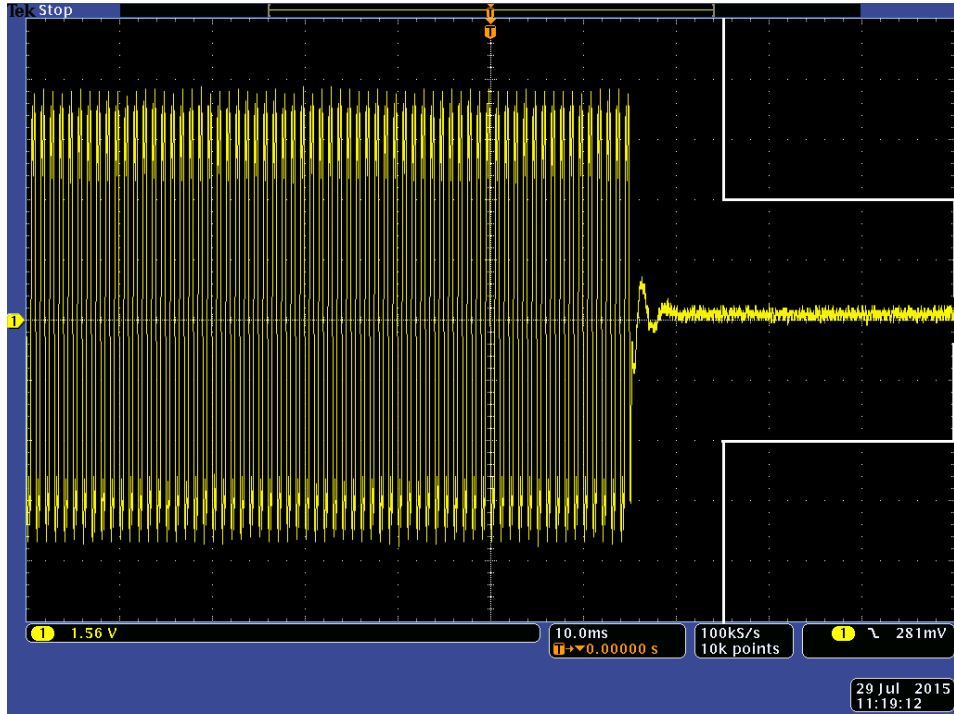 Tek Stop
T
T
1
1 1.56 V
10.0ms
T→▼0.00000 s
100kS/s
10k points
1 ꓶ 281mV
29 Jul 2015
11:19:12